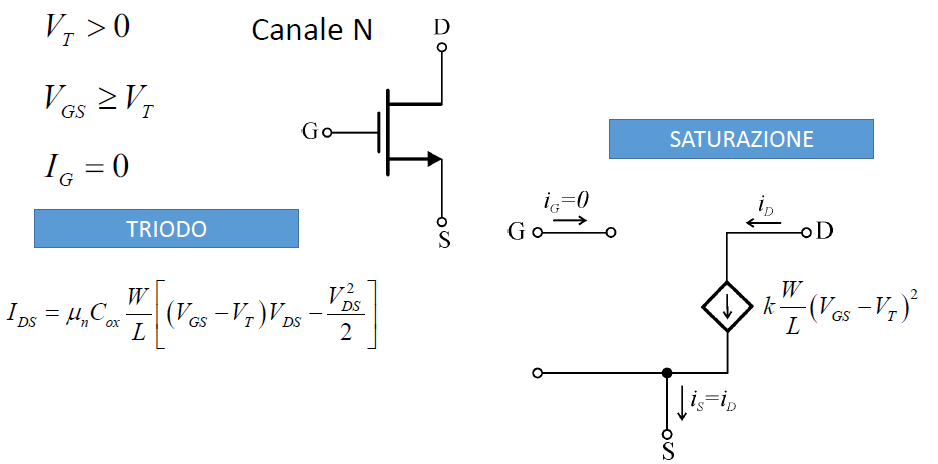 V_T > 0
Canale N
D
V_GS ≥ V_T
G
I_G = 0
S
TRIODO
I_DS = μ_n C_ox W/L [(V_GS − V_T)V_DS − V_DS^2/2]
SATURAZIONE
i_G=0
i_D
G
D
k W/L (V_GS − V_T)^2
i_S=i_D
S